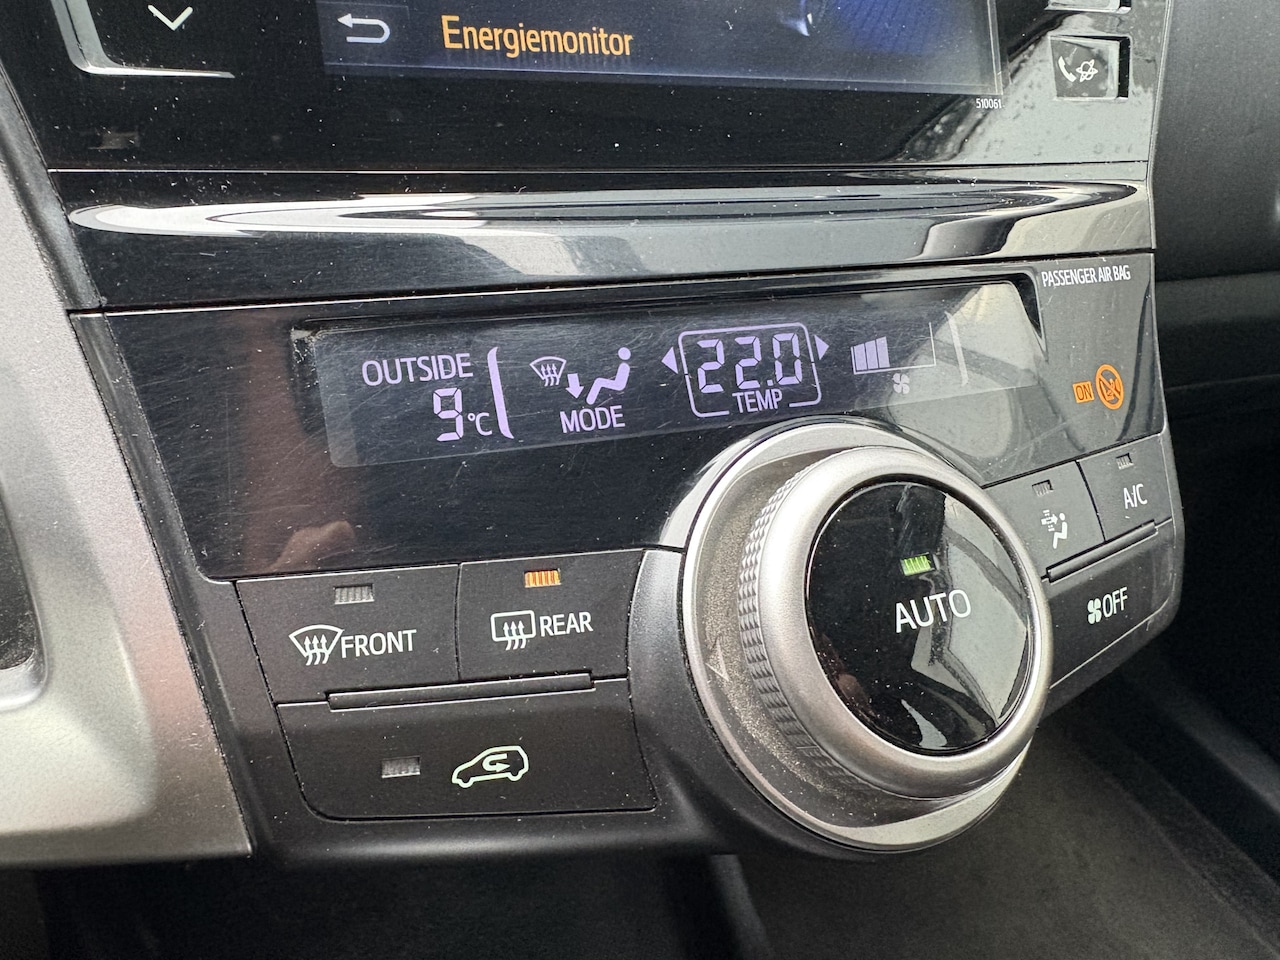 Energiemonitor
510061
PASSENGER AIR BAG
OUTSIDE
9°C
MODE
22.0
TEMP
ON
A/C
FRONT
REAR
AUTO
OFF